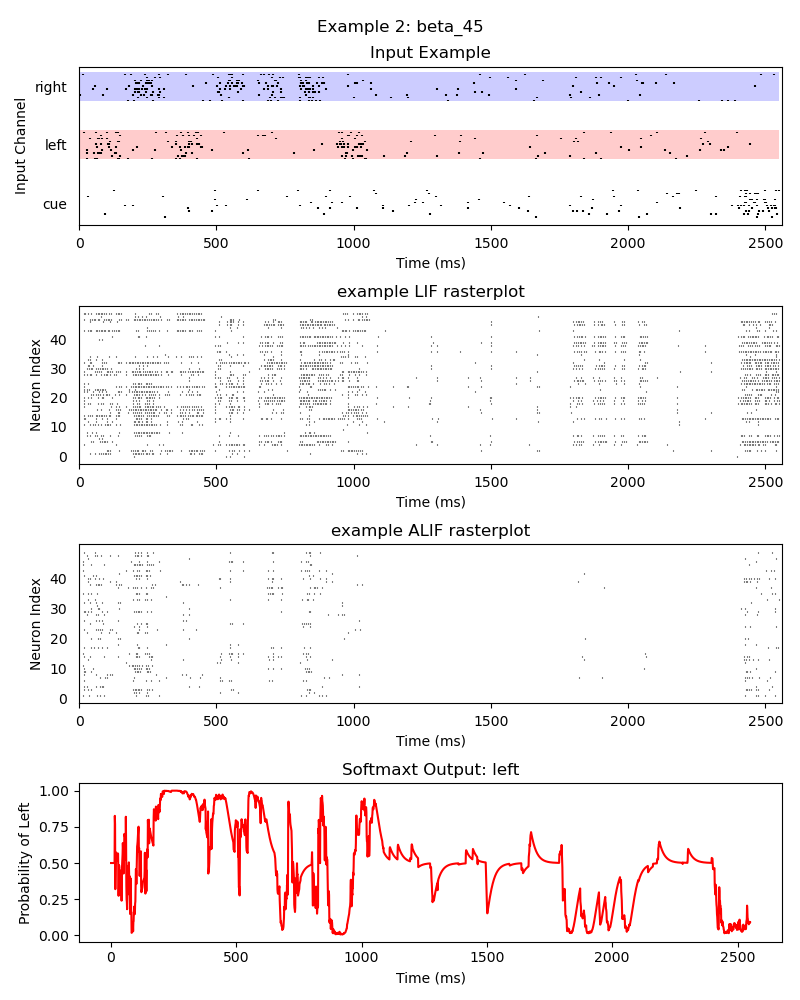 Example 2: beta_45
Input Example
Input Channel
right
left
cue
0 500 1000 1500 2000 2500
Time (ms)
example LIF rasterplot
Neuron Index
40
30
20
10
0
0 500 1000 1500 2000 2500
Time (ms)
example ALIF rasterplot
Neuron Index
40
30
20
10
0
0 500 1000 1500 2000 2500
Time (ms)
Softmaxt Output: left
Probability of Left
1.00
0.75
0.50
0.25
0.00
0 500 1000 1500 2000 2500
Time (ms)